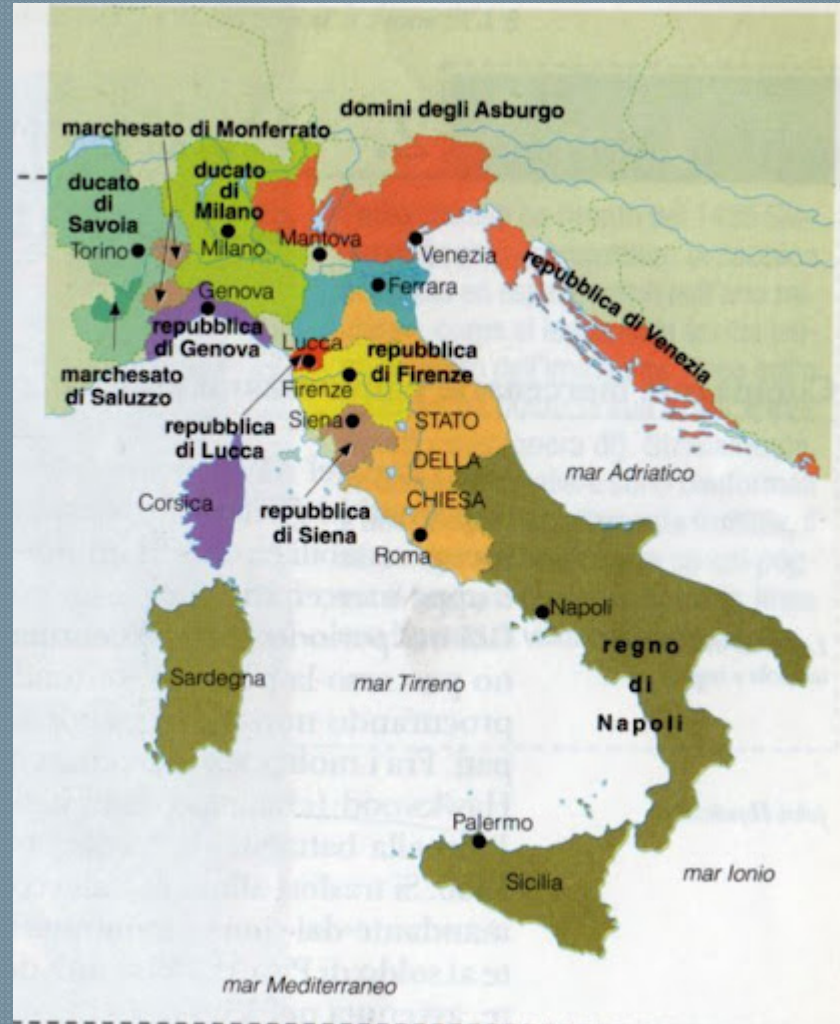 domini degli Asburgo
marchesato di Monferrato
ducato
di
Savoia
ducato
di
Milano
Torino
Milano
Mantova
Venezia
repubblica di Venezia
Genova
Ferrara
repubblica
di Genova
Lucca
repubblica
di Firenze
marchesato
di Saluzzo
Firenze
Siena
repubblica
di Lucca
STATO
DELLA
CHIESA
mar Adriatico
Corsica
repubblica
di Siena
Roma
Napoli
regno
di
Napoli
Sardegna
mar Tirreno
Palermo
Sicilia
mar Ionio
mar Mediterraneo